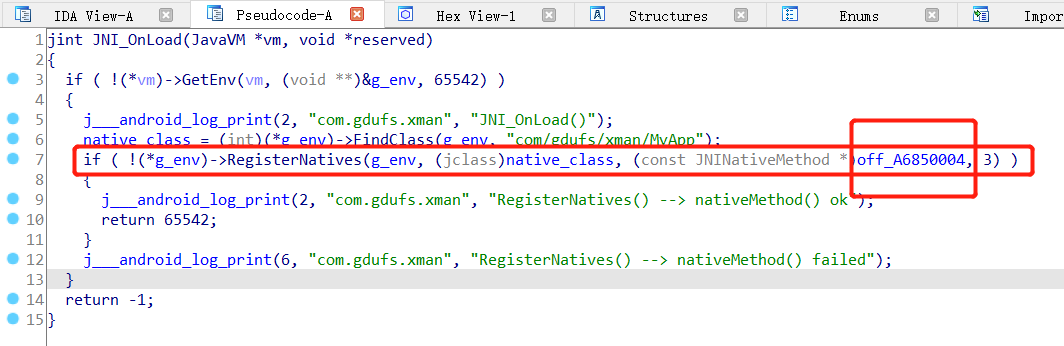 IDA View-A Pseudocode-A Hex View-1 Structures Enums Impor
1 jint JNI_OnLoad(JavaVM *vm, void *reserved)
2 {
3 if ( !(*vm)->GetEnv(vm, (void **)&g_env, 65542) )
4 {
5 j___android_log_print(2, "com.gdufs.xman", "JNI_OnLoad()");
6 native_class = (int)(*g_env)->FindClass(g_env, "com/gdufs/xman/MyApp");
7 if ( !(*g_env)->RegisterNatives(g_env, (jclass)native_class, (const JNINativeMethod *)off_A6850004, 3) )
8 {
9 j___android_log_print(2, "com.gdufs.xman", "RegisterNatives() --> nativeMethod() ok");
10 return 65542;
11 }
12 j___android_log_print(6, "com.gdufs.xman", "RegisterNatives() --> nativeMethod() failed");
13 }
14 return -1;
15 }